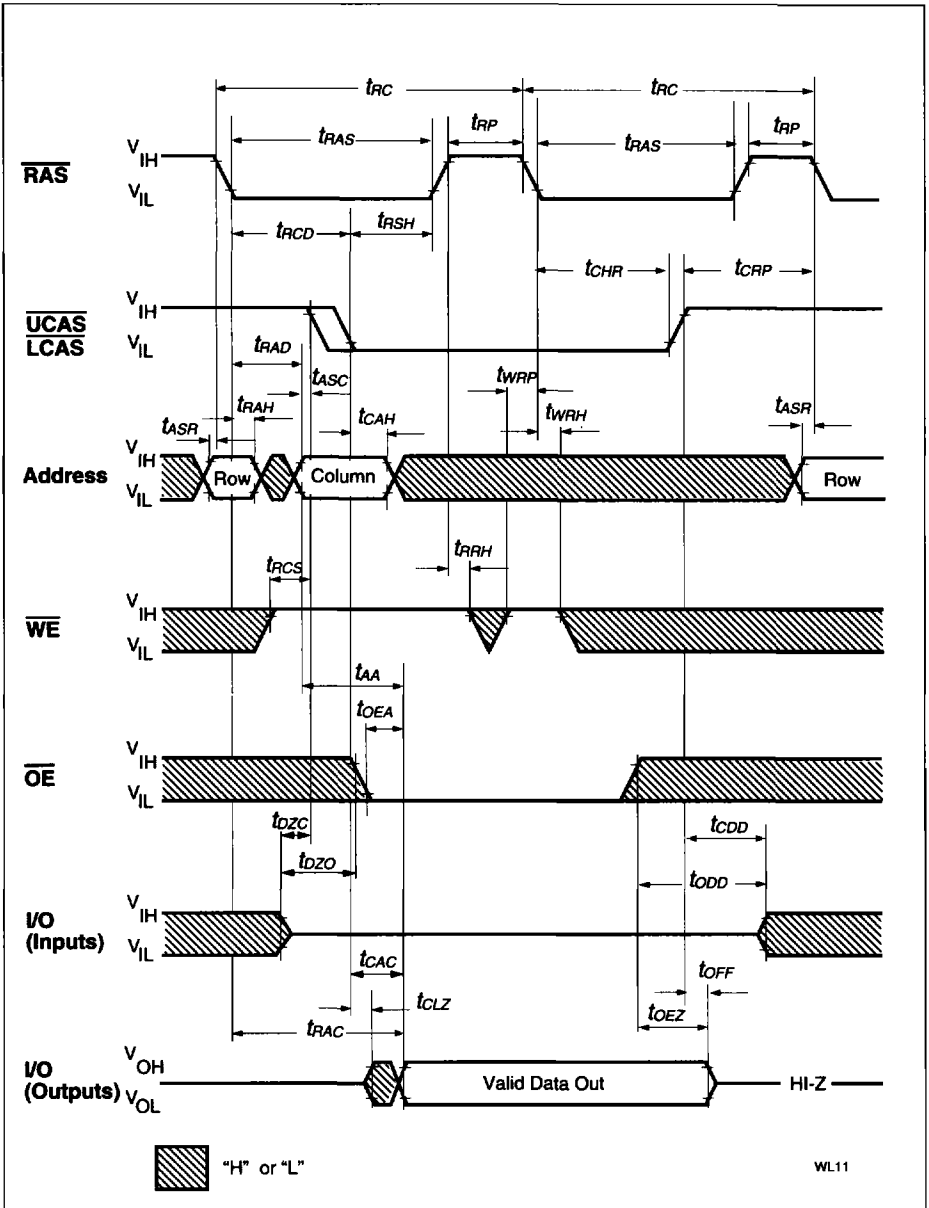 tRC tRC
tRAS tRP tRAS tRP
RAS VIH
VIL
tRCD tRSH
tCHR tCRP
UCAS VIH
LCAS VIL
tRAD
tASC tWRP
tRAH tCAH tWRH
tASR tASR
Address VIH
VIL
Row Column Row
tRRH
tRCS
WE VIH
VIL
tAA
tOEA
OE VIH
VIL
tDZC tCDD
tDZO tODD
I/O VIH
(Inputs) VIL
tCAC tOFF
tCLZ tOEZ
tRAC
I/O VOH
(Outputs) VOL
Valid Data Out HI-Z
"H" or "L"
WL11